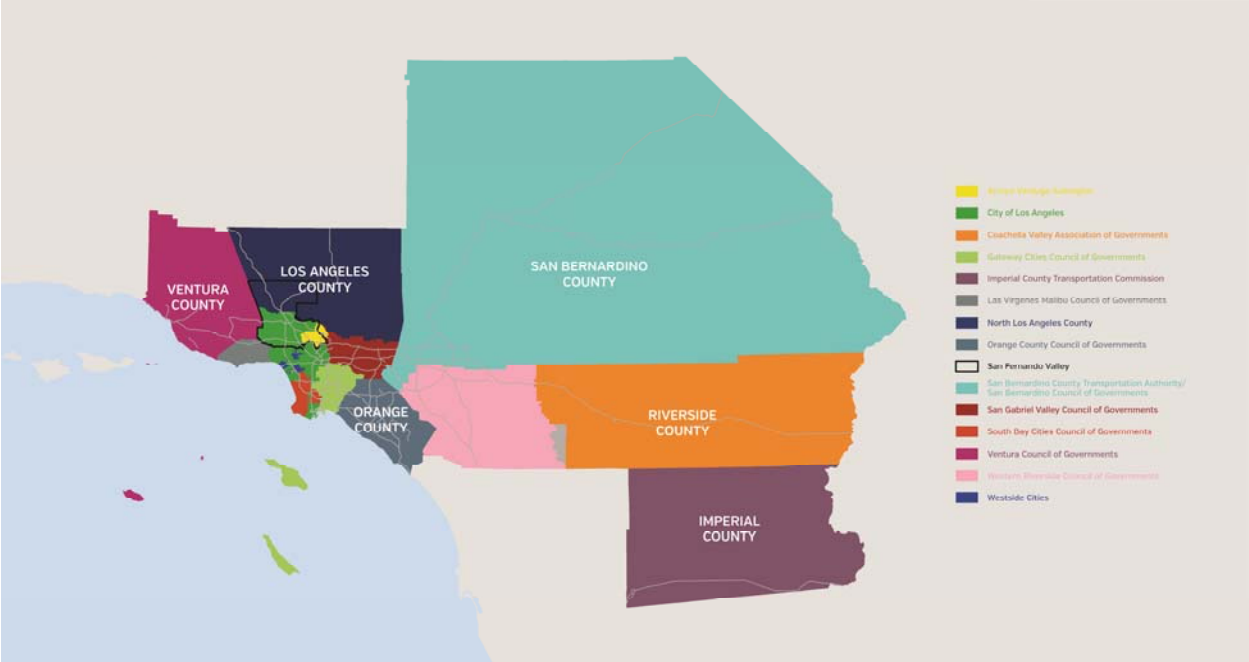 VENTURA
COUNTY
LOS ANGELES
COUNTY
SAN BERNARDINO
COUNTY
ORANGE
COUNTY
RIVERSIDE
COUNTY
IMPERIAL
COUNTY
Arroyo Verdugo Subregion
City of Los Angeles
Coachella Valley Association of Governments
Gateway Cities Council of Governments
Imperial County Transportation Commission
Las Virgenes Malibu Council of Governments
North Los Angeles County
Orange County Council of Governments
San Fernando Valley
San Bernardino County Transportation Authority/
San Bernardino Council of Governments
San Gabriel Valley Council of Governments
South Bay Cities Council of Governments
Ventura Council of Governments
Western Riverside Council of Governments
Westside Cities